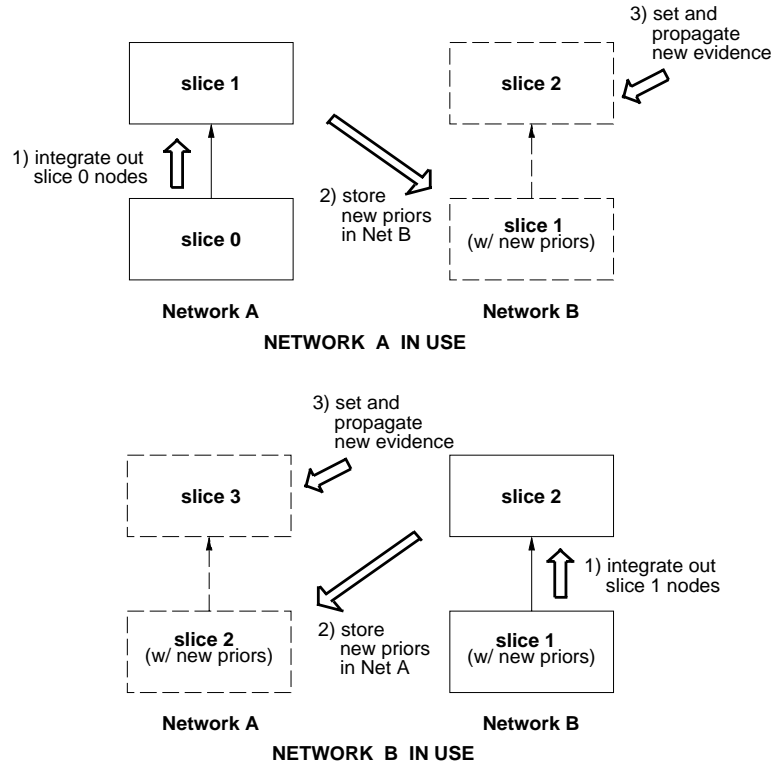 3) set and
propagate
new evidence
slice 1
slice 2
1) integrate out
slice 0 nodes
2) store
new priors
in Net B
slice 0
slice 1
(w/ new priors)
Network A
Network B
NETWORK A IN USE
3) set and
propagate
new evidence
slice 3
slice 2
1) integrate out
slice 1 nodes
2) store
new priors
in Net A
slice 2
(w/ new priors)
slice 1
(w/ new priors)
Network A
Network B
NETWORK B IN USE